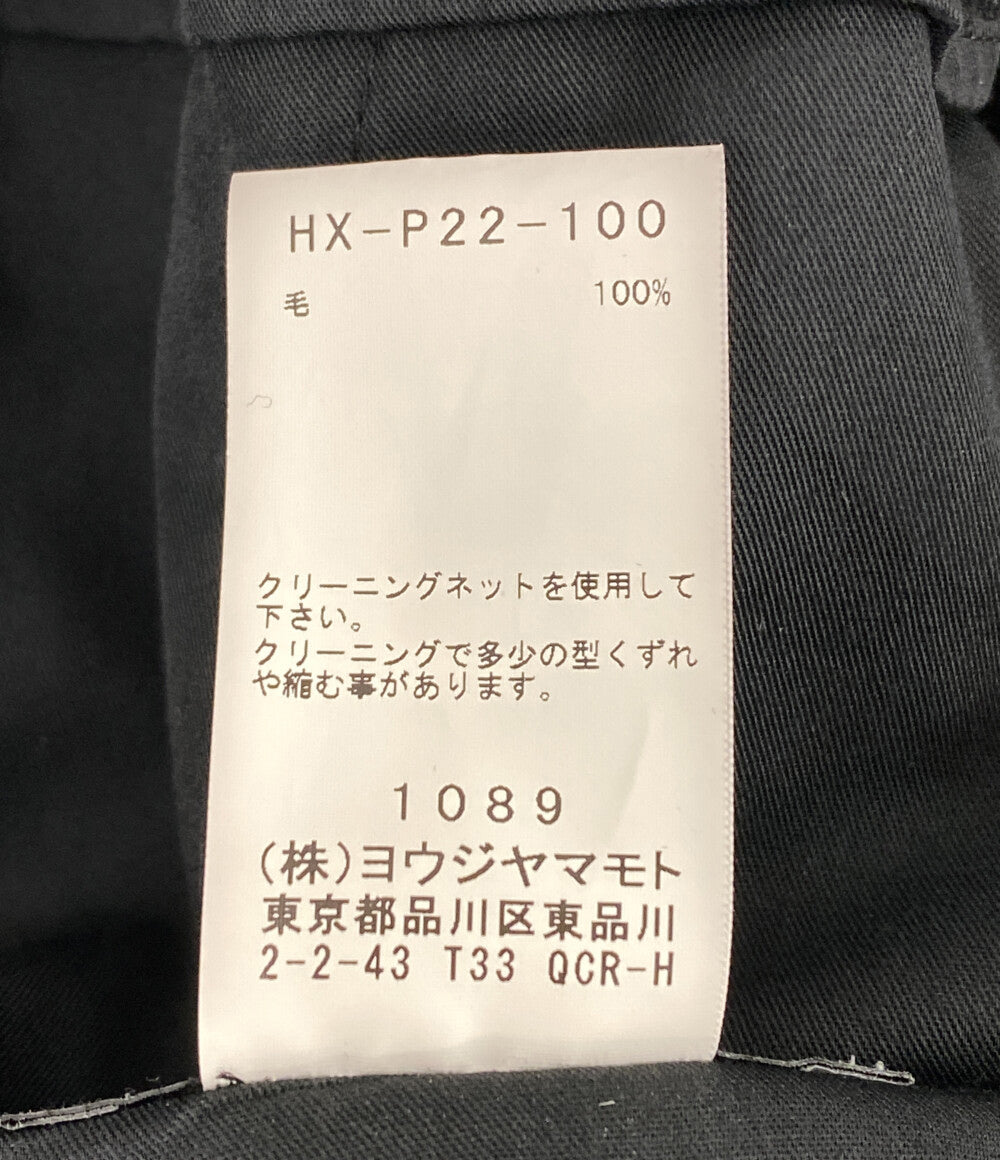 HX-P22-100
毛 100%
クリーニングネットを使用して
下さい。
クリーニングで多少の型くずれ
や縮む事があります。
1089
(株)ヨウジヤマモト
東京都品川区東品川
2-2-43 T33 QCR-H